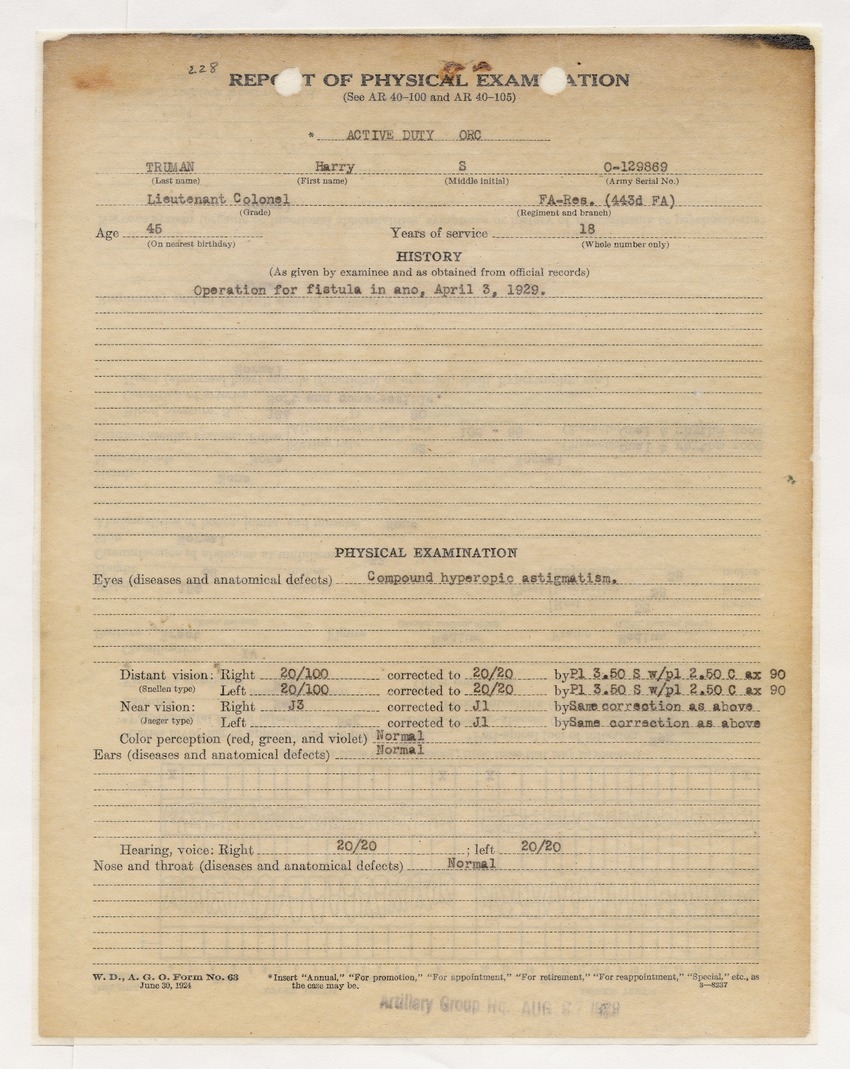 228
REPORT OF PHYSICAL EXAMINATION
(See AR 40-100 and AR 40-105)
* ACTIVE DUTY ORC
TRUMAN Harry S O-129869
(Last name) (First name) (Middle initial) (Army Serial No.)
Lieutenant Colonel FA-Res. (443d FA)
(Grade) (Regiment and branch)
Age 45 Years of service 18
(On nearest birthday) (Whole number only)
HISTORY
(As given by examinee and as obtained from official records)
Operation for fistula in ano, April 3, 1929.
PHYSICAL EXAMINATION
Eyes (diseases and anatomical defects) Compound hyperopic astigmatism.
Distant vision: Right 20/100 corrected to 20/20 by Pl 3.50 S w/pl 2.50 C ax 90
(Snellen type) Left 20/100 corrected to 20/20 by Pl 3.50 S w/pl 2.50 C ax 90
Near vision: Right J3 corrected to J1 by Same correction as above
(Jaeger type) Left corrected to J1 by Same correction as above
Color perception (red, green, and violet) Normal
Ears (diseases and anatomical defects) Normal
Hearing, voice: Right 20/20 ; left 20/20
Nose and throat (diseases and anatomical defects) Normal
W. D., A. G. O. Form No. 63 *Insert "Annual," "For promotion," "For appointment," "For retirement," "For reappointment," "Special," etc., as
June 30, 1924 the case may be. 3—8237
Artillery Group Hq. AUG 1929